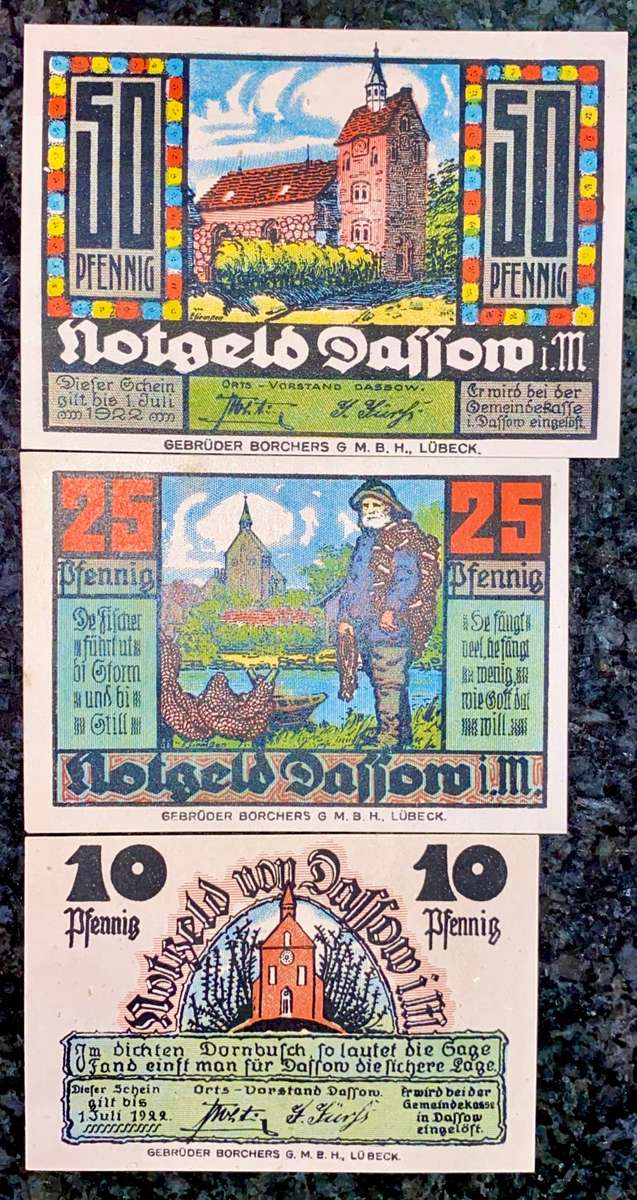 50
PFENNIG
50
PFENNIG
Notgeld Dassow i.M
Dieser Schein
gilt bis 1. Juli
1922
ORTS-VORSTAND DASSOW.
Er wird bei der
Gemeindekasse
i. Dassow eingelöst.
GEBRÜDER BORCHERS G.M.B.H., LÜBECK.
25
Pfennig
25
Pfennig
De Fischer
führt ut
bi Storm
und bi
Still
He fängt
veel, he fängt
wenig,
wie Gott dat
will.
Notgeld Dassow i.M.
GEBRÜDER BORCHERS G.M.B.H., LÜBECK.
10
Pfennig
Notgeld von Dassow i.M
10
Pfennig
Im dichten Dornbusch, so lautet die Sage
Fand einst man für Dassow die sichere Lage.
Dieser Schein
gilt bis
1 Juli 1922.
Orts-Vorstand Dassow.
Er wird bei der
Gemeindekasse
in Dassow
eingelöst.
GEBRÜDER BORCHERS G.M.B.H., LÜBECK.